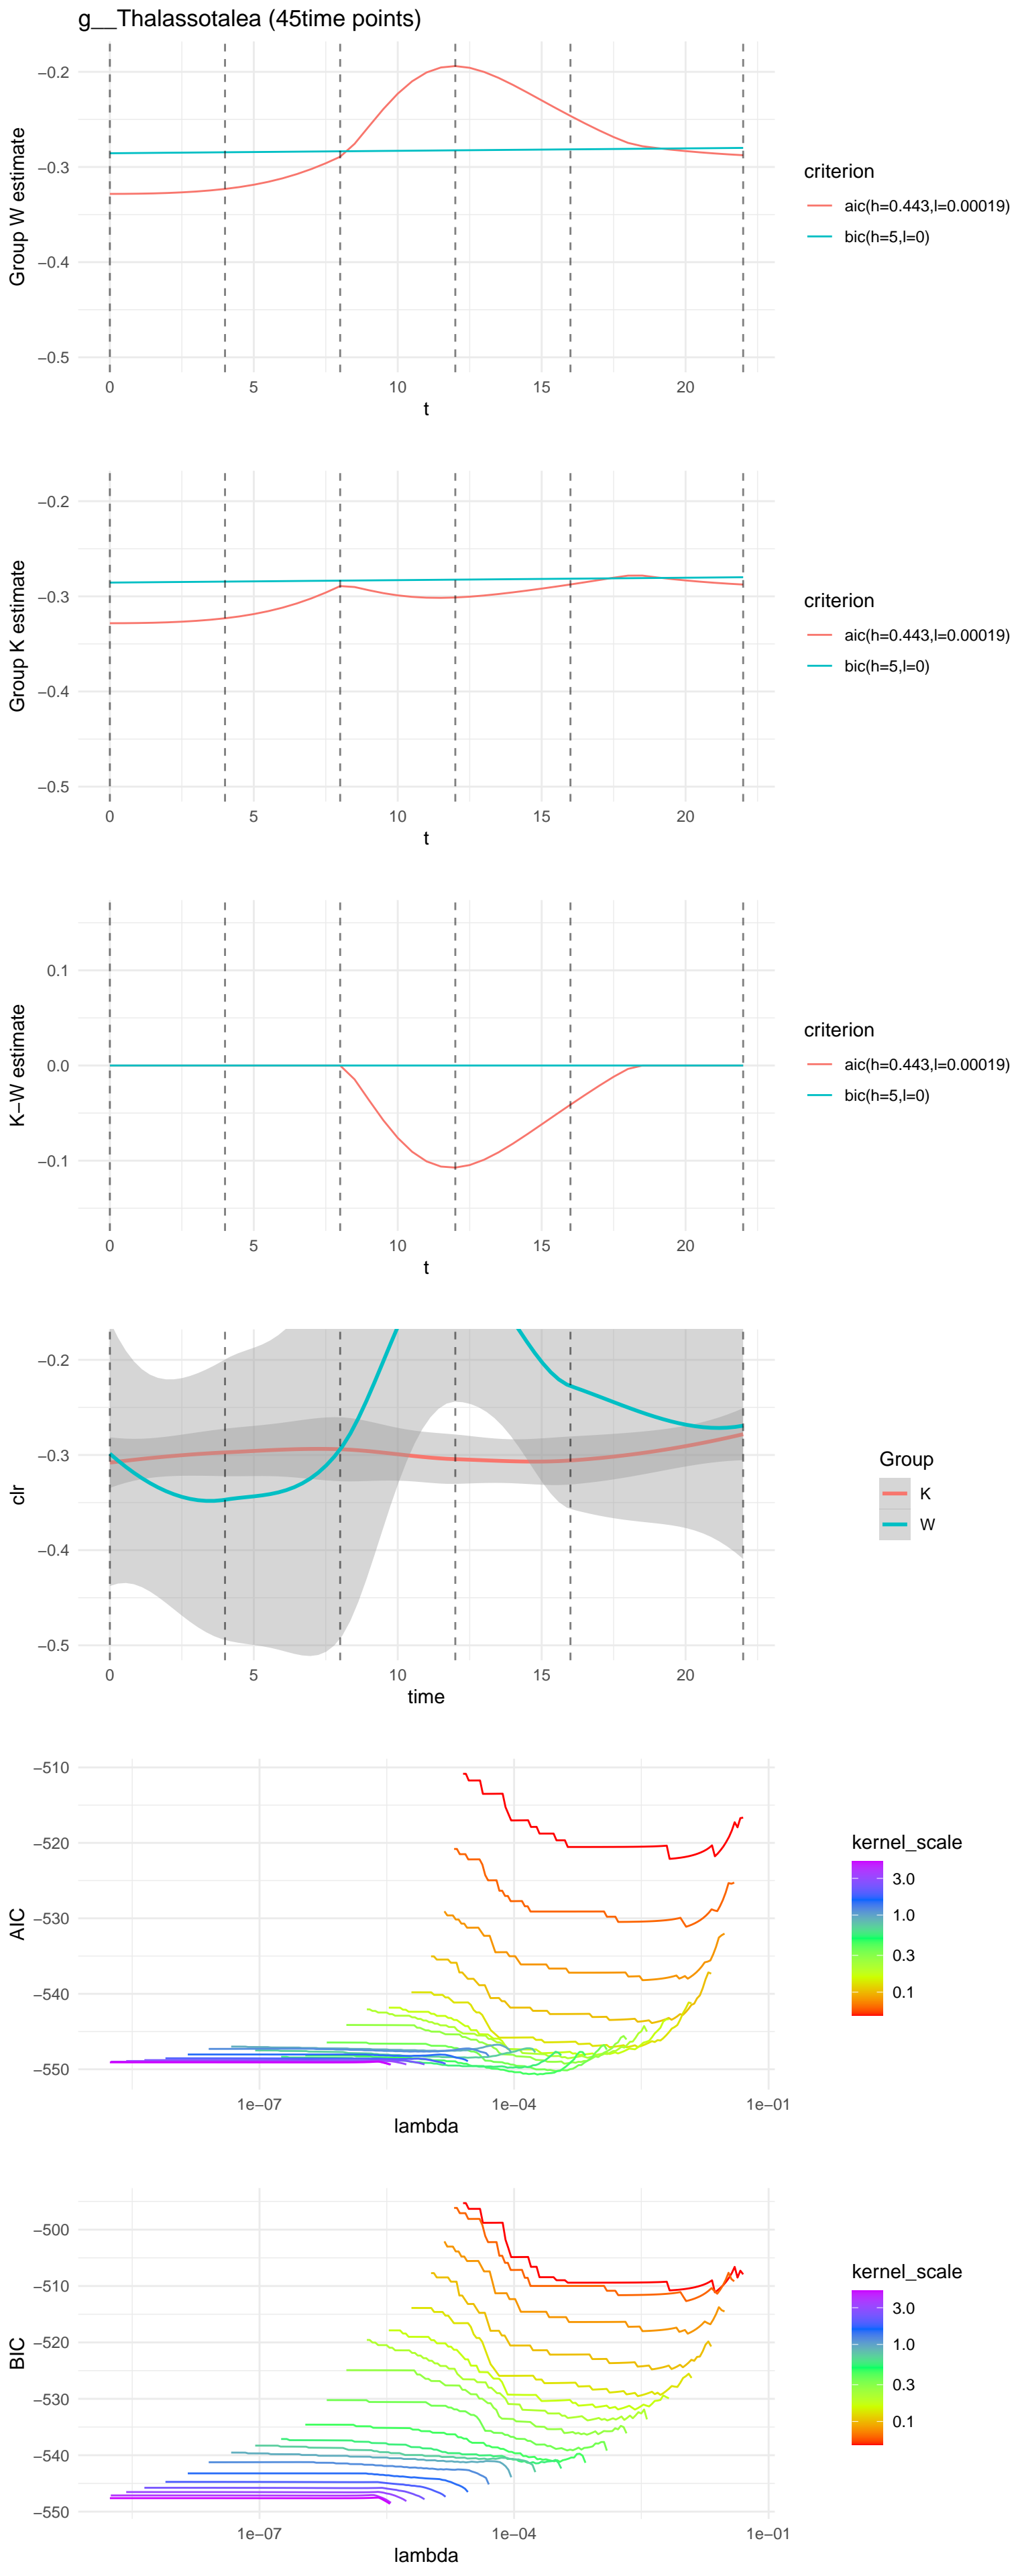 g__Thalassotalea (45time points)
Group W estimate
−0.2
−0.3
−0.4
−0.5
0 5 10 15 20
t
criterion
aic(h=0.443,l=0.00019)
bic(h=5,l=0)
Group K estimate
−0.2
−0.3
−0.4
−0.5
0 5 10 15 20
t
criterion
aic(h=0.443,l=0.00019)
bic(h=5,l=0)
K−W estimate
0.1
0.0
−0.1
0 5 10 15 20
t
criterion
aic(h=0.443,l=0.00019)
bic(h=5,l=0)
clr
−0.2
−0.3
−0.4
−0.5
0 5 10 15 20
time
Group
K
W
AIC
−510
−520
−530
−540
−550
1e−07 1e−04 1e−01
lambda
kernel_scale
3.0
1.0
0.3
0.1
BIC
−500
−510
−520
−530
−540
−550
1e−07 1e−04 1e−01
lambda
kernel_scale
3.0
1.0
0.3
0.1